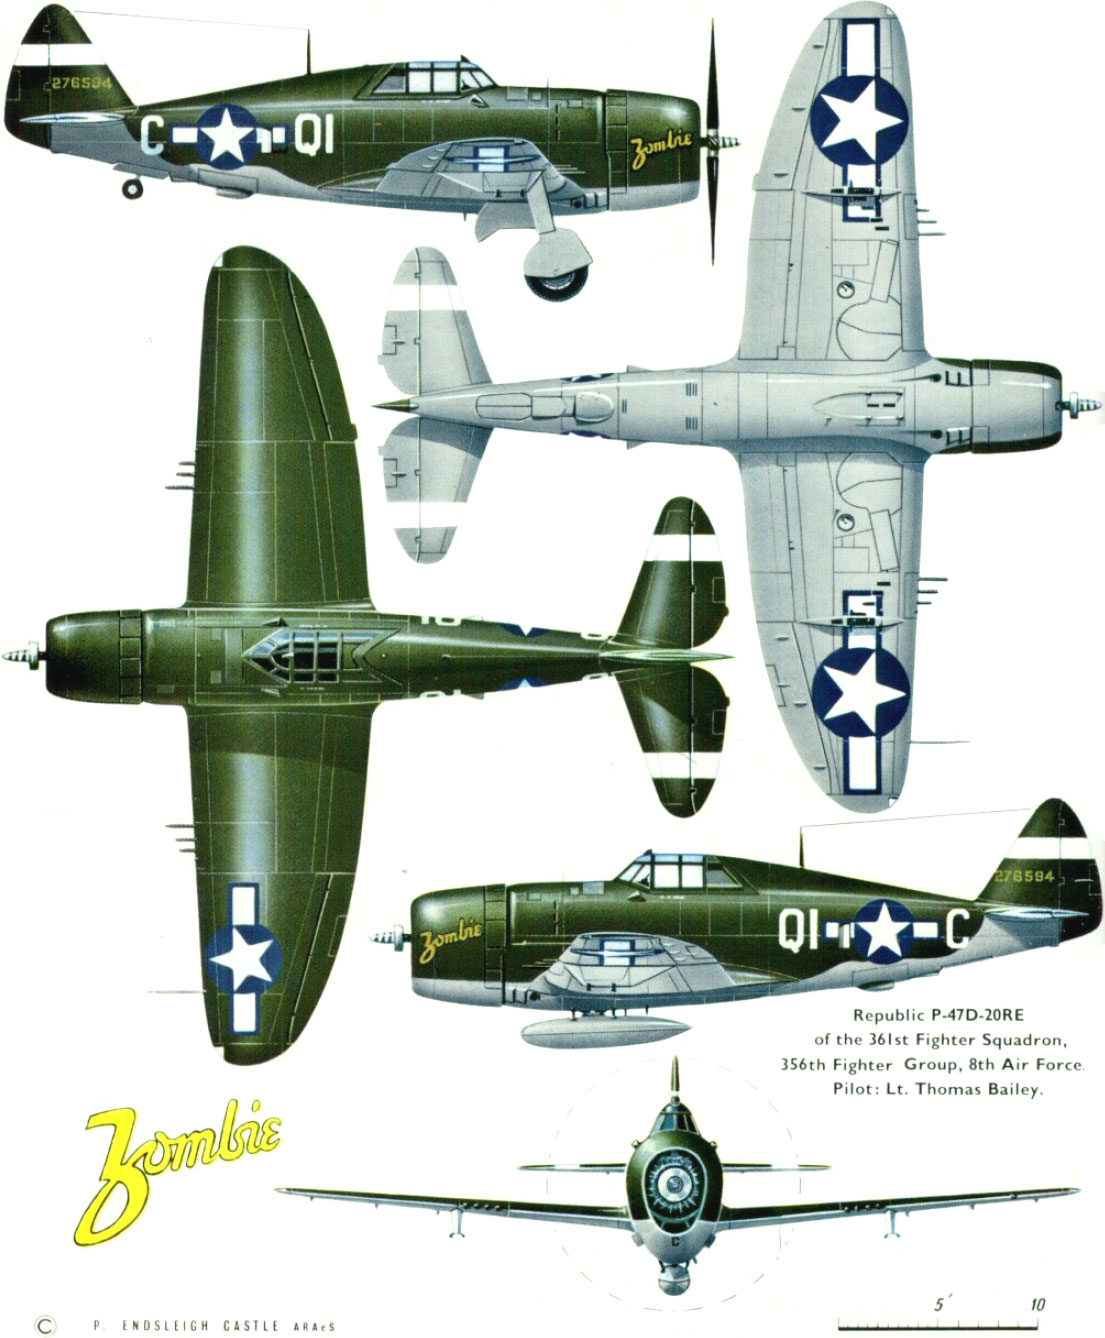 276594
C QI
Zombie
276594
Zombie
QI C
Republic P-47D-20RE
of the 361st Fighter Squadron,
356th Fighter Group, 8th Air Force.
Pilot: Lt. Thomas Bailey.
Zombie
C
5′ 10
© P. ENDSLEIGH CASTLE ARAeS